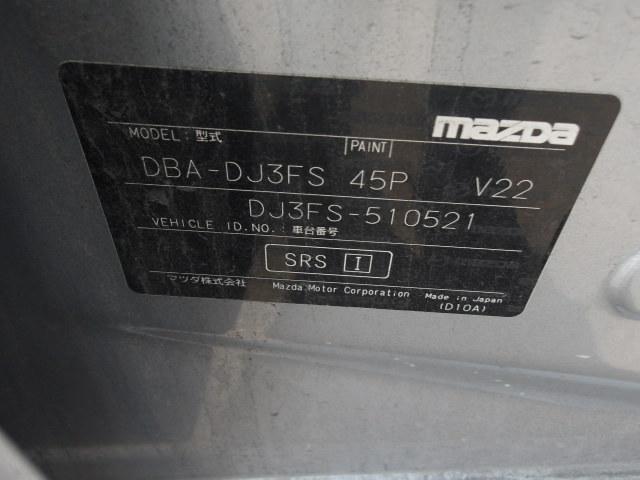 mazda
MODEL: 型式 PAINT
DBA-DJ3FS 45P V22
DJ3FS-510521
VEHICLE ID.NO.: 車台番号
SRS I
マツダ株式会社 Mazda Motor Corporation Made in Japan
(D10A)